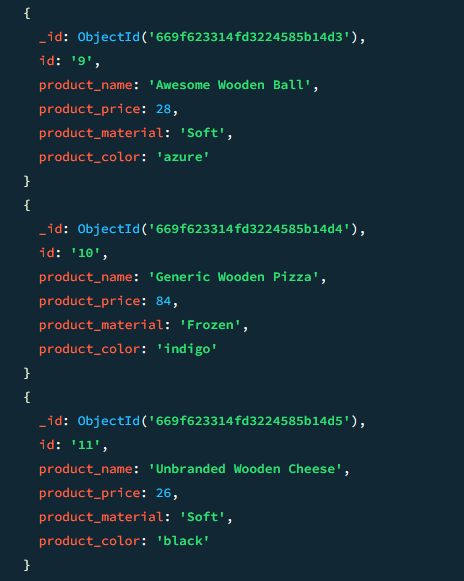 {
_id: ObjectId('669f623314fd3224585b14d3'),
id: '9',
product_name: 'Awesome Wooden Ball',
product_price: 28,
product_material: 'Soft',
product_color: 'azure'
}
{
_id: ObjectId('669f623314fd3224585b14d4'),
id: '10',
product_name: 'Generic Wooden Pizza',
product_price: 84,
product_material: 'Frozen',
product_color: 'indigo'
}
{
_id: ObjectId('669f623314fd3224585b14d5'),
id: '11',
product_name: 'Unbranded Wooden Cheese',
product_price: 26,
product_material: 'Soft',
product_color: 'black'
}